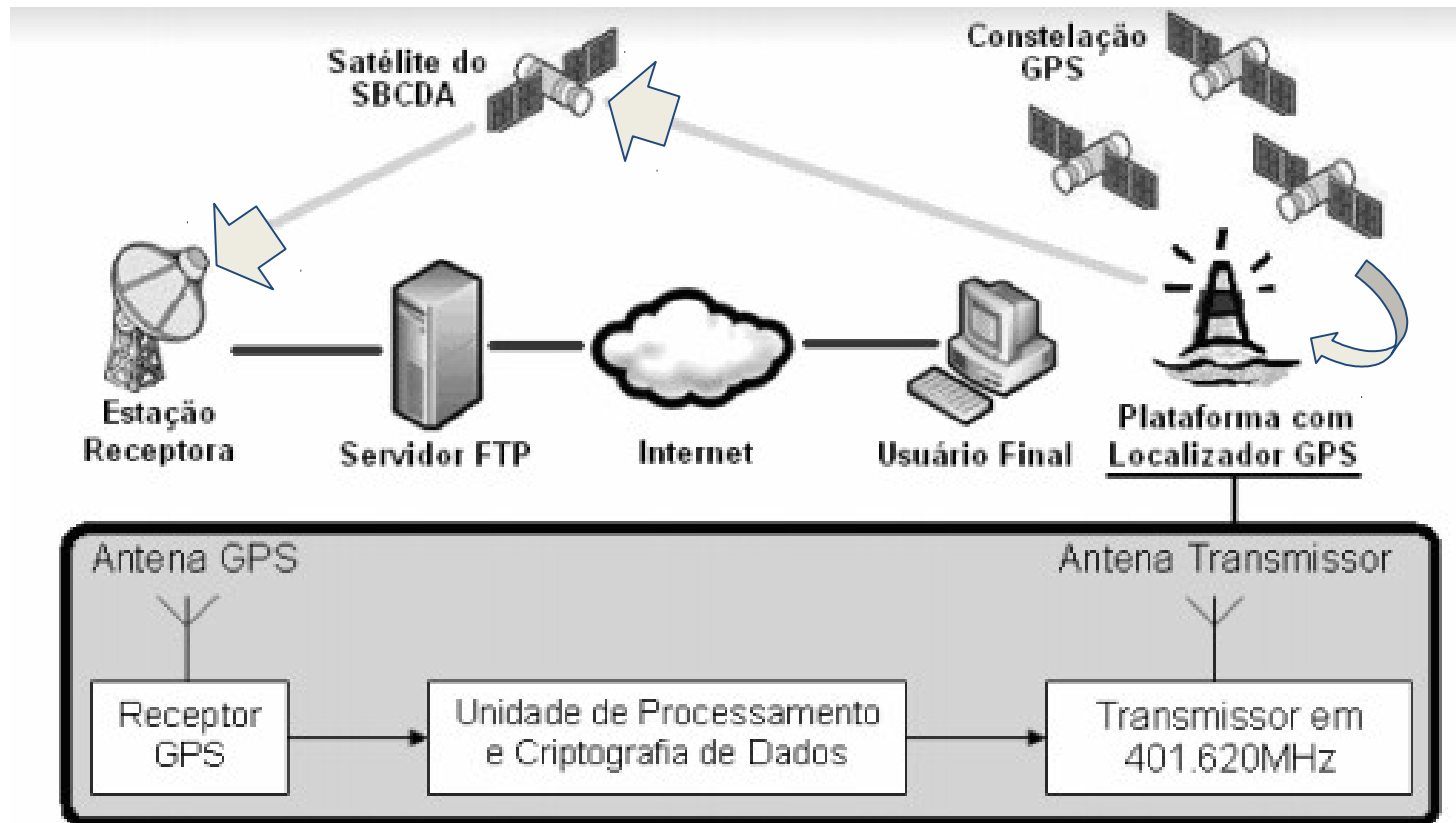 Satélite do
SBCDA
Constelação
GPS
Estação
Receptora
Servidor FTP
Internet
Usuário Final
Plataforma com
Localizador GPS
Antena GPS
Antena Transmissor
Receptor
GPS
Unidade de Processamento
e Criptografia de Dados
Transmissor em
401.620MHz